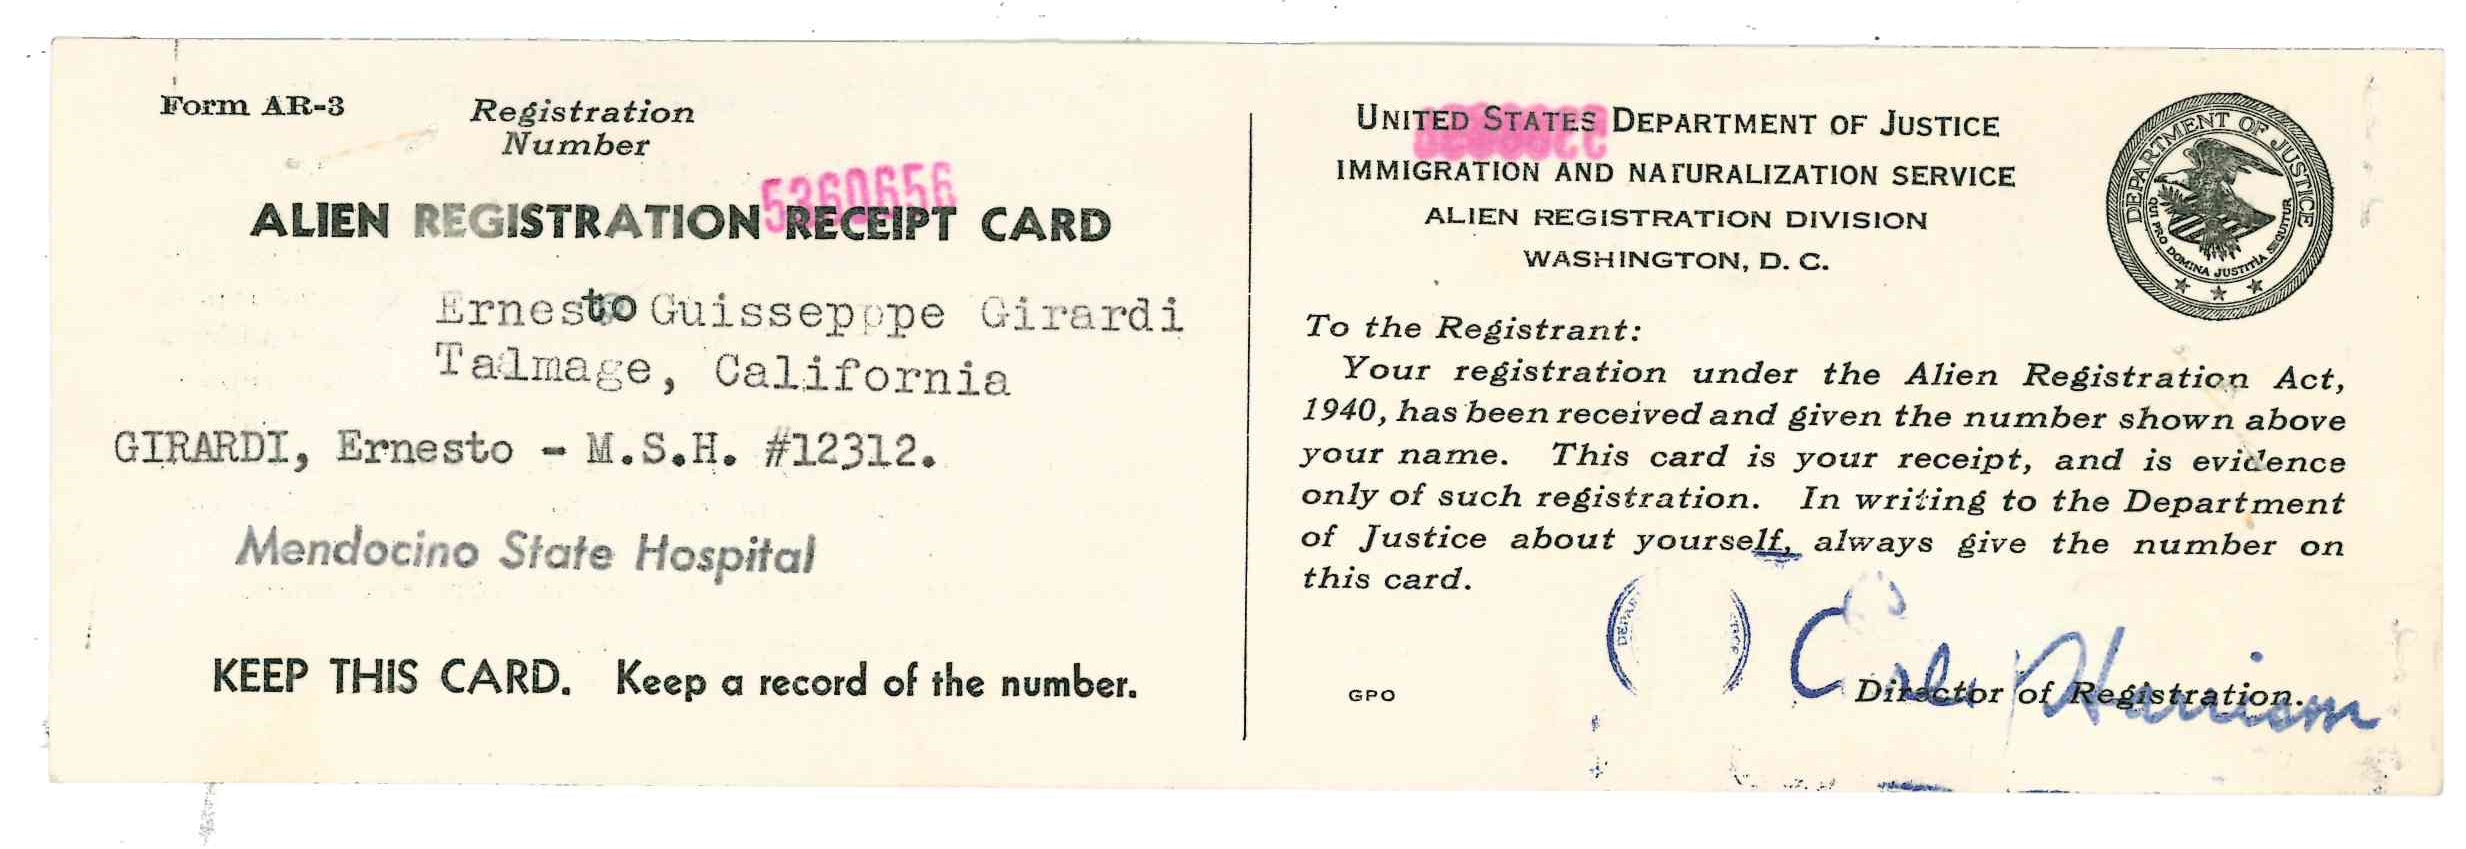 Form AR-3
Registration
Number
5360656
ALIEN REGISTRATION RECEIPT CARD
Ernesto Guissepppe Girardi
Talmage, California
GIRARDI, Ernesto - M.S.H. #12312.
Mendocino State Hospital
KEEP THIS CARD. Keep a record of the number.
UNITED STATES DEPARTMENT OF JUSTICE
IMMIGRATION AND NATURALIZATION SERVICE
ALIEN REGISTRATION DIVISION
WASHINGTON, D. C.
DEPARTMENT OF JUSTICE
QUI PRO DOMINA JUSTITIA SEQUITUR
To the Registrant:
Your registration under the Alien Registration Act,
1940, has been received and given the number shown above
your name. This card is your receipt, and is evidence
only of such registration. In writing to the Department
of Justice about yourself, always give the number on
this card.
GPO
Earl G. Harrison
Director of Registration.